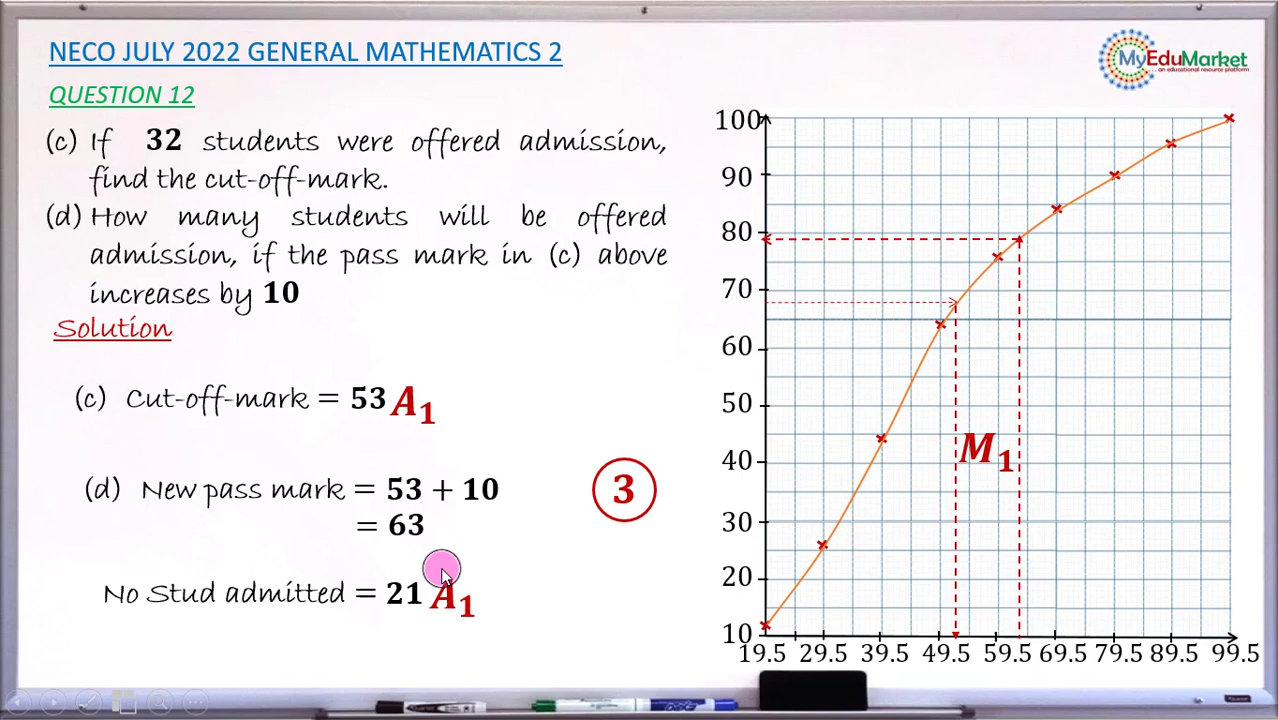 NECO JULY 2022 GENERAL MATHEMATICS 2
MyEduMarket
... an educational resource platform
QUESTION 12
(c) If 32 students were offered admission,
find the cut-off-mark.
(d) How many students will be offered
admission, if the pass mark in (c) above
increases by 10
Solution
(c) Cut-off-mark = 53 A1
(d) New pass mark = 53 + 10
= 63
3
No Stud admitted = 21 A1
100
90
80
70
60
50
40
30
20
10
M1
19.5 29.5 39.5 49.5 59.5 69.5 79.5 89.5 99.5